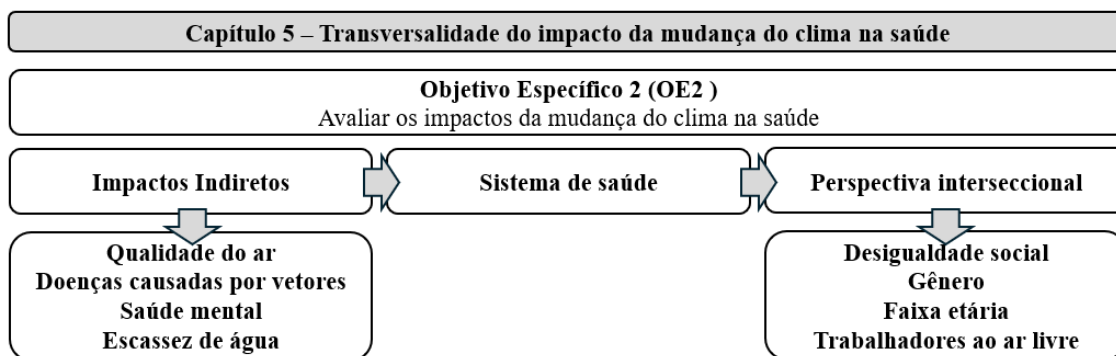 Capítulo 5 – Transversalidade do impacto da mudança do clima na saúde
Objetivo Específico 2 (OE2 )
Avaliar os impactos da mudança do clima na saúde
Impactos Indiretos
Sistema de saúde
Perspectiva interseccional
Qualidade do ar
Doenças causadas por vetores
Saúde mental
Escassez de água
Desigualdade social
Gênero
Faixa etária
Trabalhadores ao ar livre